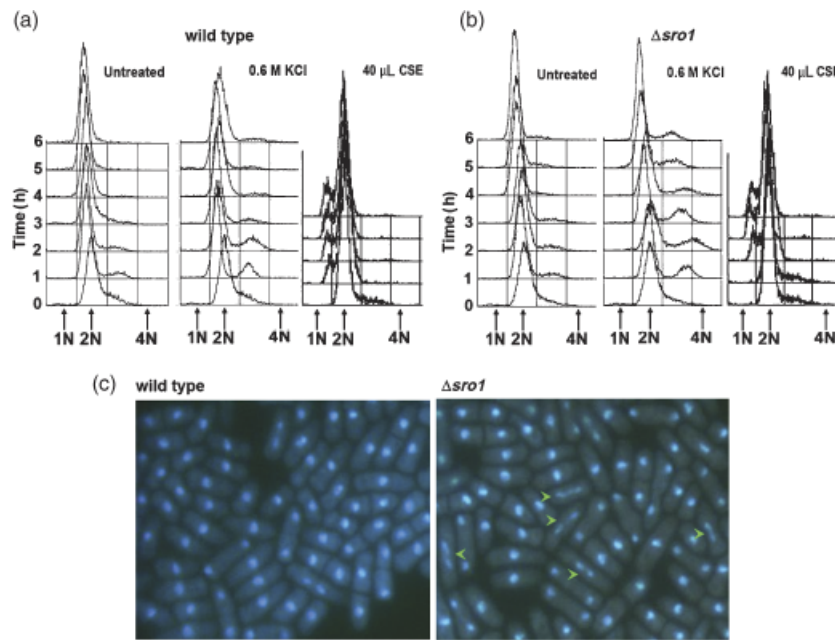 (a)
wild type
Untreated
0.6 M KCl
40 µL CSE
Time (h)
6
5
4
3
2
1
0
1N 2N 4N
1N 2N 4N
1N 2N 4N
(b)
Δsro1
Untreated
0.6 M KCl
40 µL CSE
Time (h)
6
5
4
3
2
1
0
1N 2N 4N
1N 2N 4N
1N 2N 4N
(c)
wild type
Δsro1